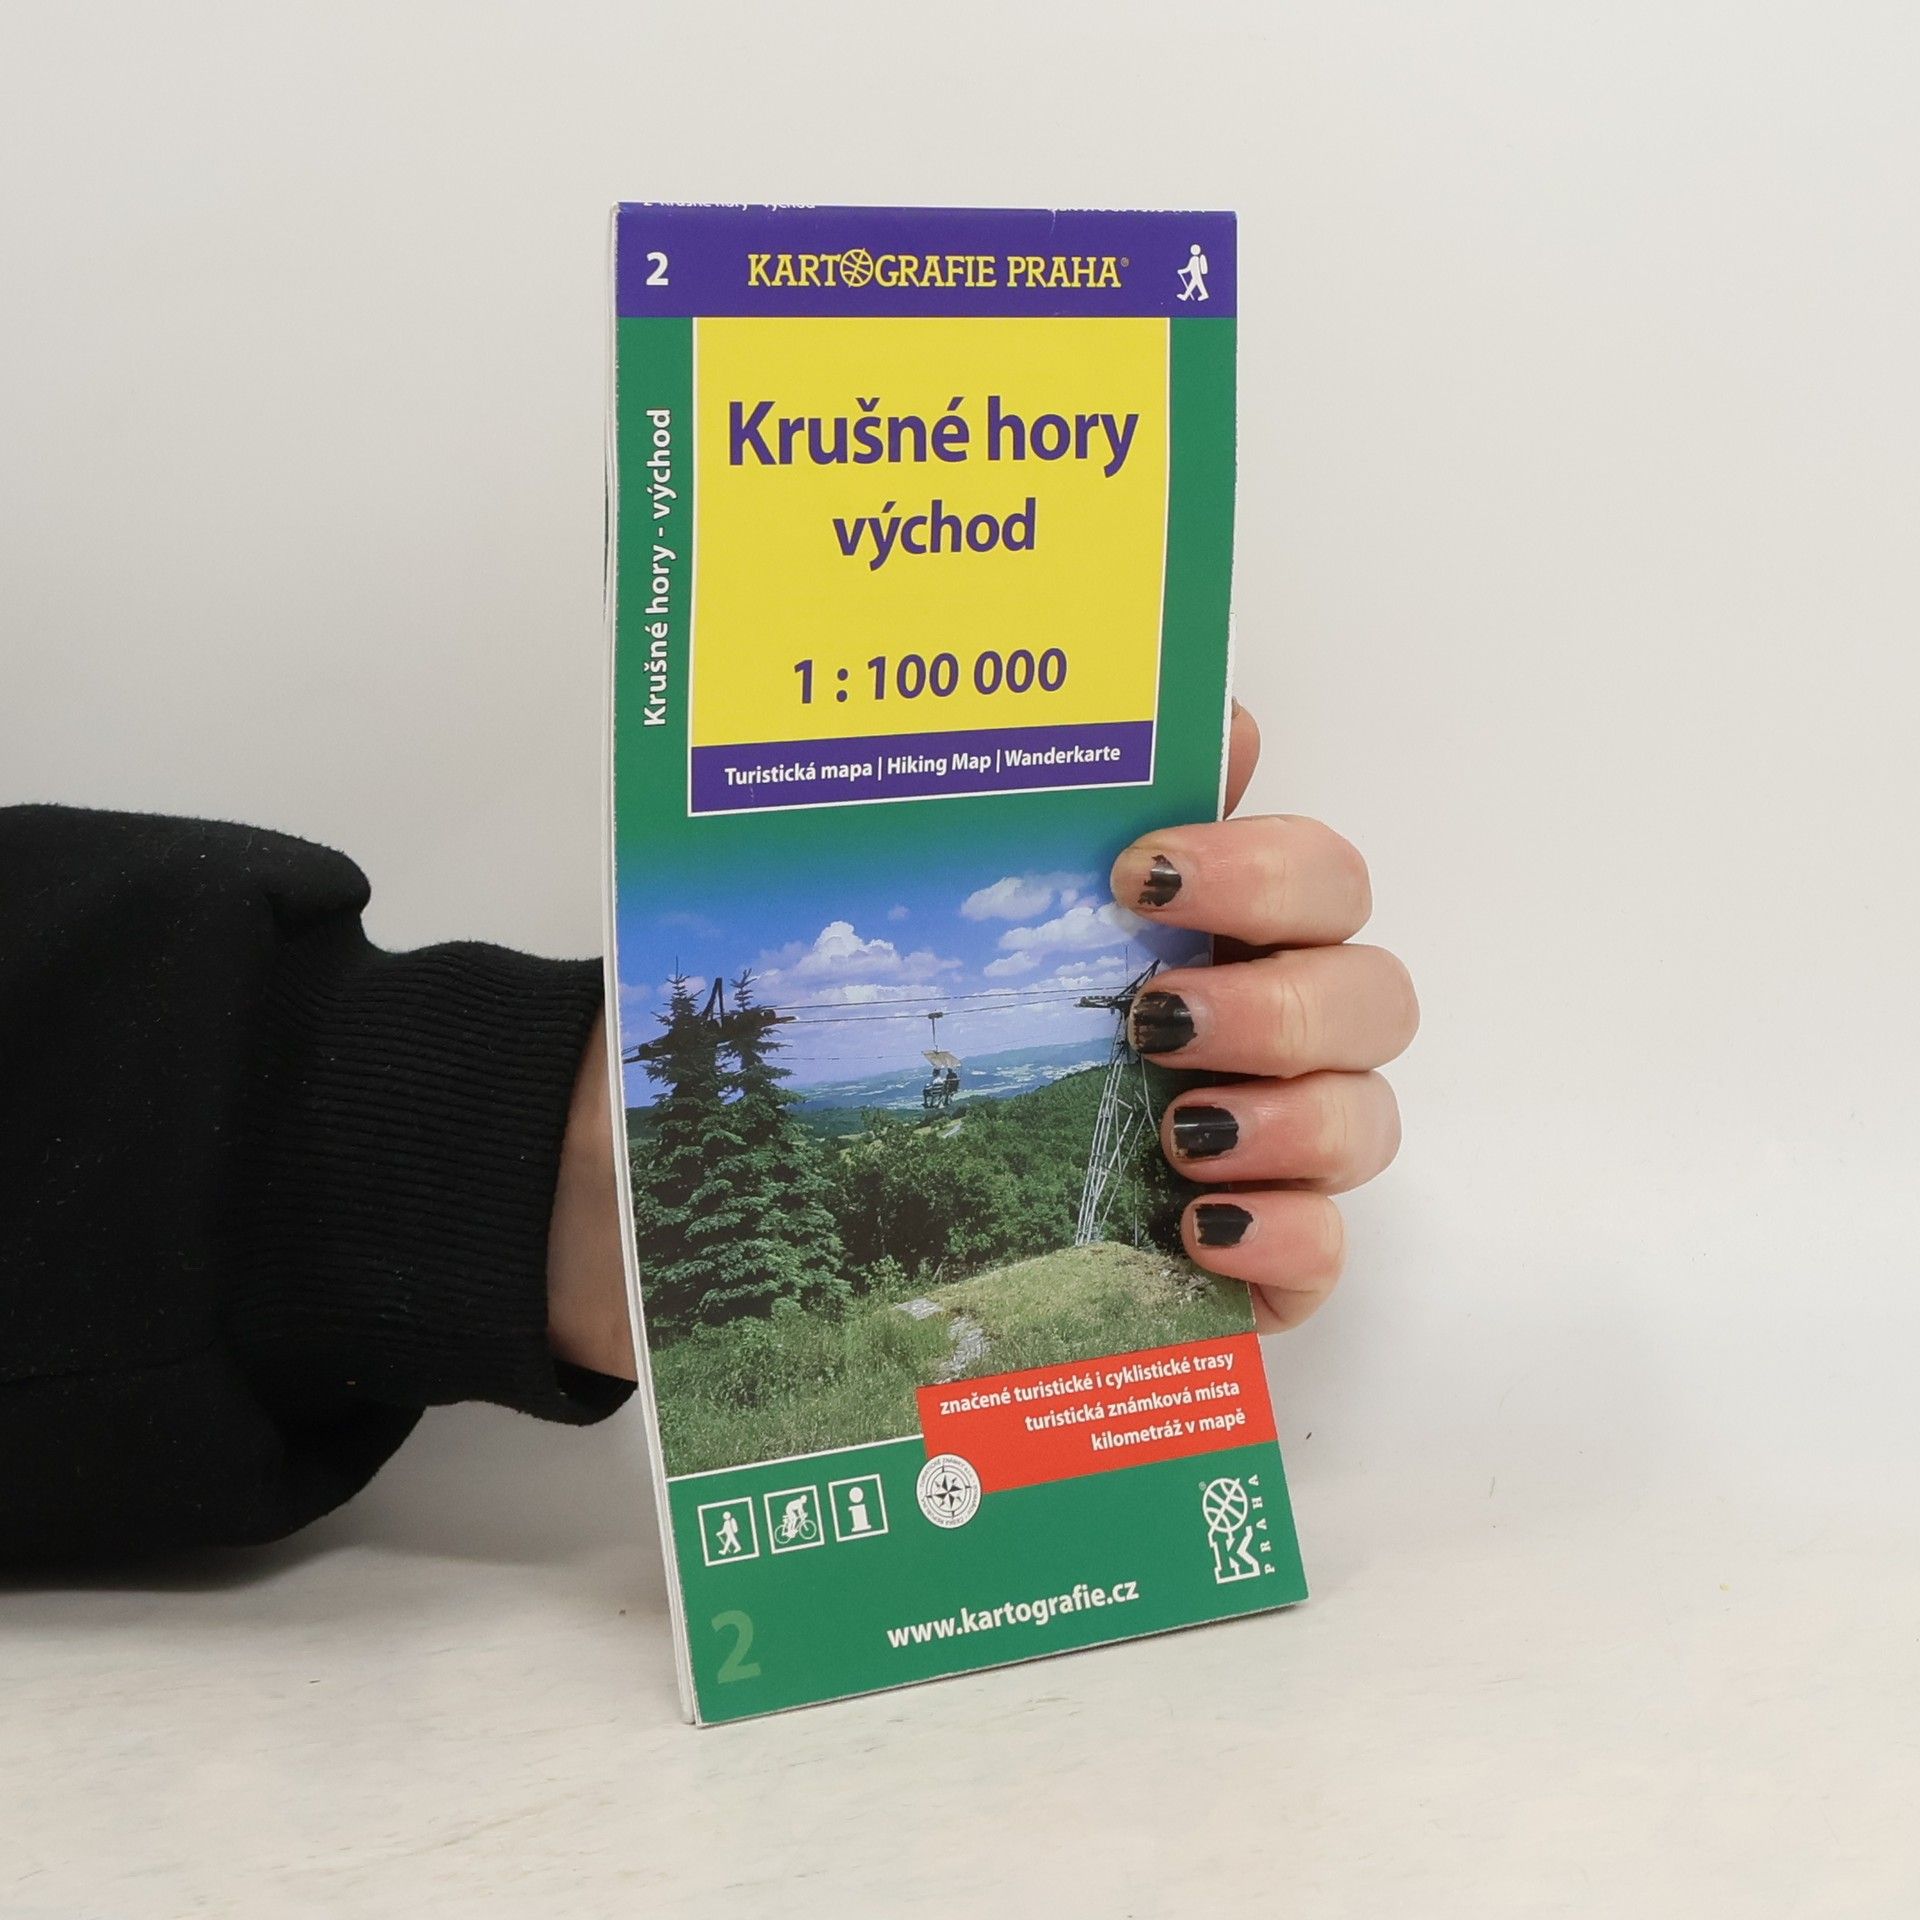 2 KARTOGRAFIE PRAHA®
Krušné hory - východ
Krušné hory
východ
1 : 100 000
Turistická mapa | Hiking Map | Wanderkarte
značené turistické i cyklistické trasy
turistická známková místa
kilometráž v mapě
K PRAHA
www.kartografie.cz
2